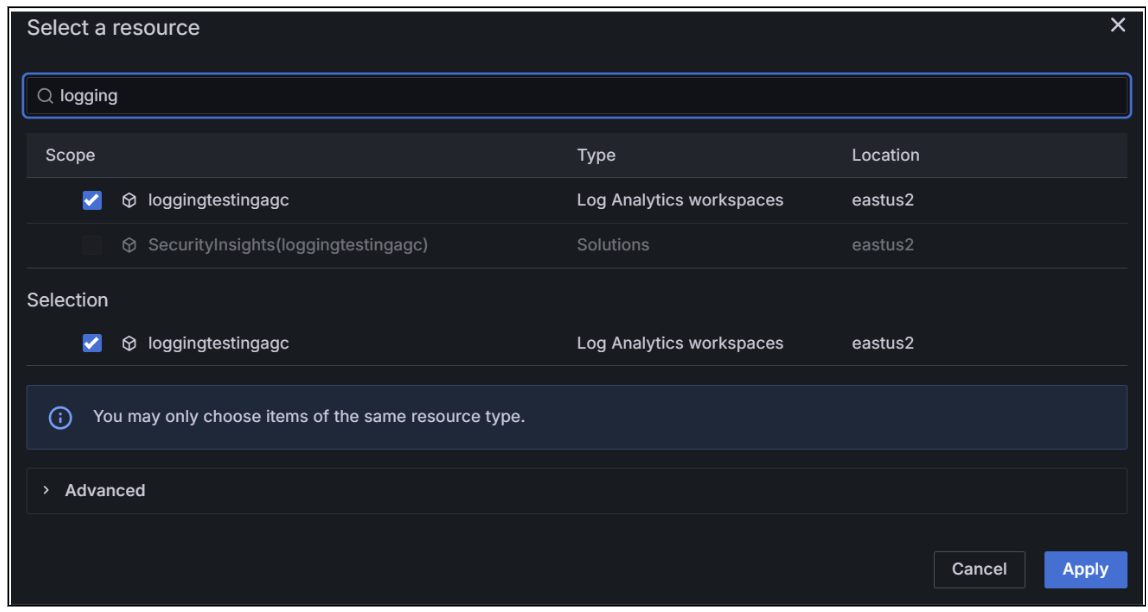 Select a resource
logging
Scope Type Location
loggingtestingagc Log Analytics workspaces eastus2
SecurityInsights(loggingtestingagc) Solutions eastus2
Selection
loggingtestingagc Log Analytics workspaces eastus2
You may only choose items of the same resource type.
Advanced
Cancel Apply